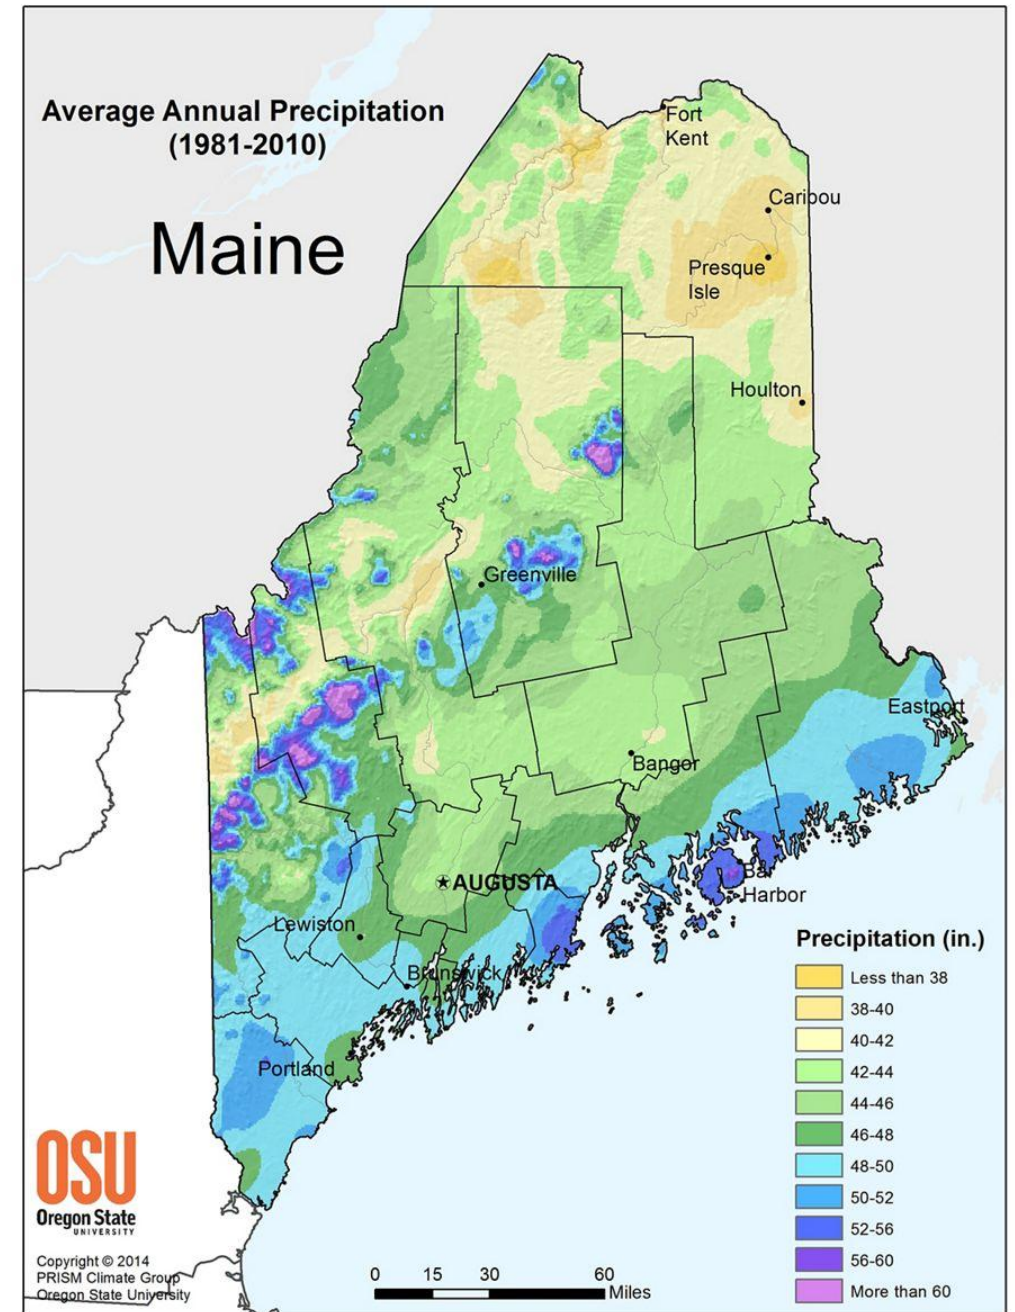 Average Annual Precipitation
(1981-2010)
Maine
Fort
Kent
Caribou
Presque
Isle
Houlton
Greenville
Eastport
Bangor
Bar
Harbor
AUGUSTA
Lewiston
Brunswick
Portland
Precipitation (in.)
Less than 38
38-40
40-42
42-44
44-46
46-48
48-50
50-52
52-56
56-60
More than 60
OSU
Oregon State
UNIVERSITY
Copyright © 2014
PRISM Climate Group
Oregon State University
0 15 30 60
Miles